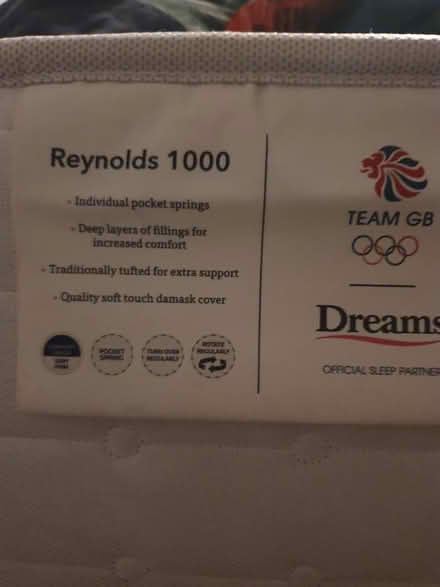 Reynolds 1000
- Individual pocket springs
- Deep layers of fillings for
increased comfort
- Traditionally tufted for extra support
- Quality soft touch damask cover
POCKET
SPRING
TURN OVER
REGULARLY
ROTATE
REGULARLY
TEAM GB
Dreams
OFFICIAL SLEEP PARTNER